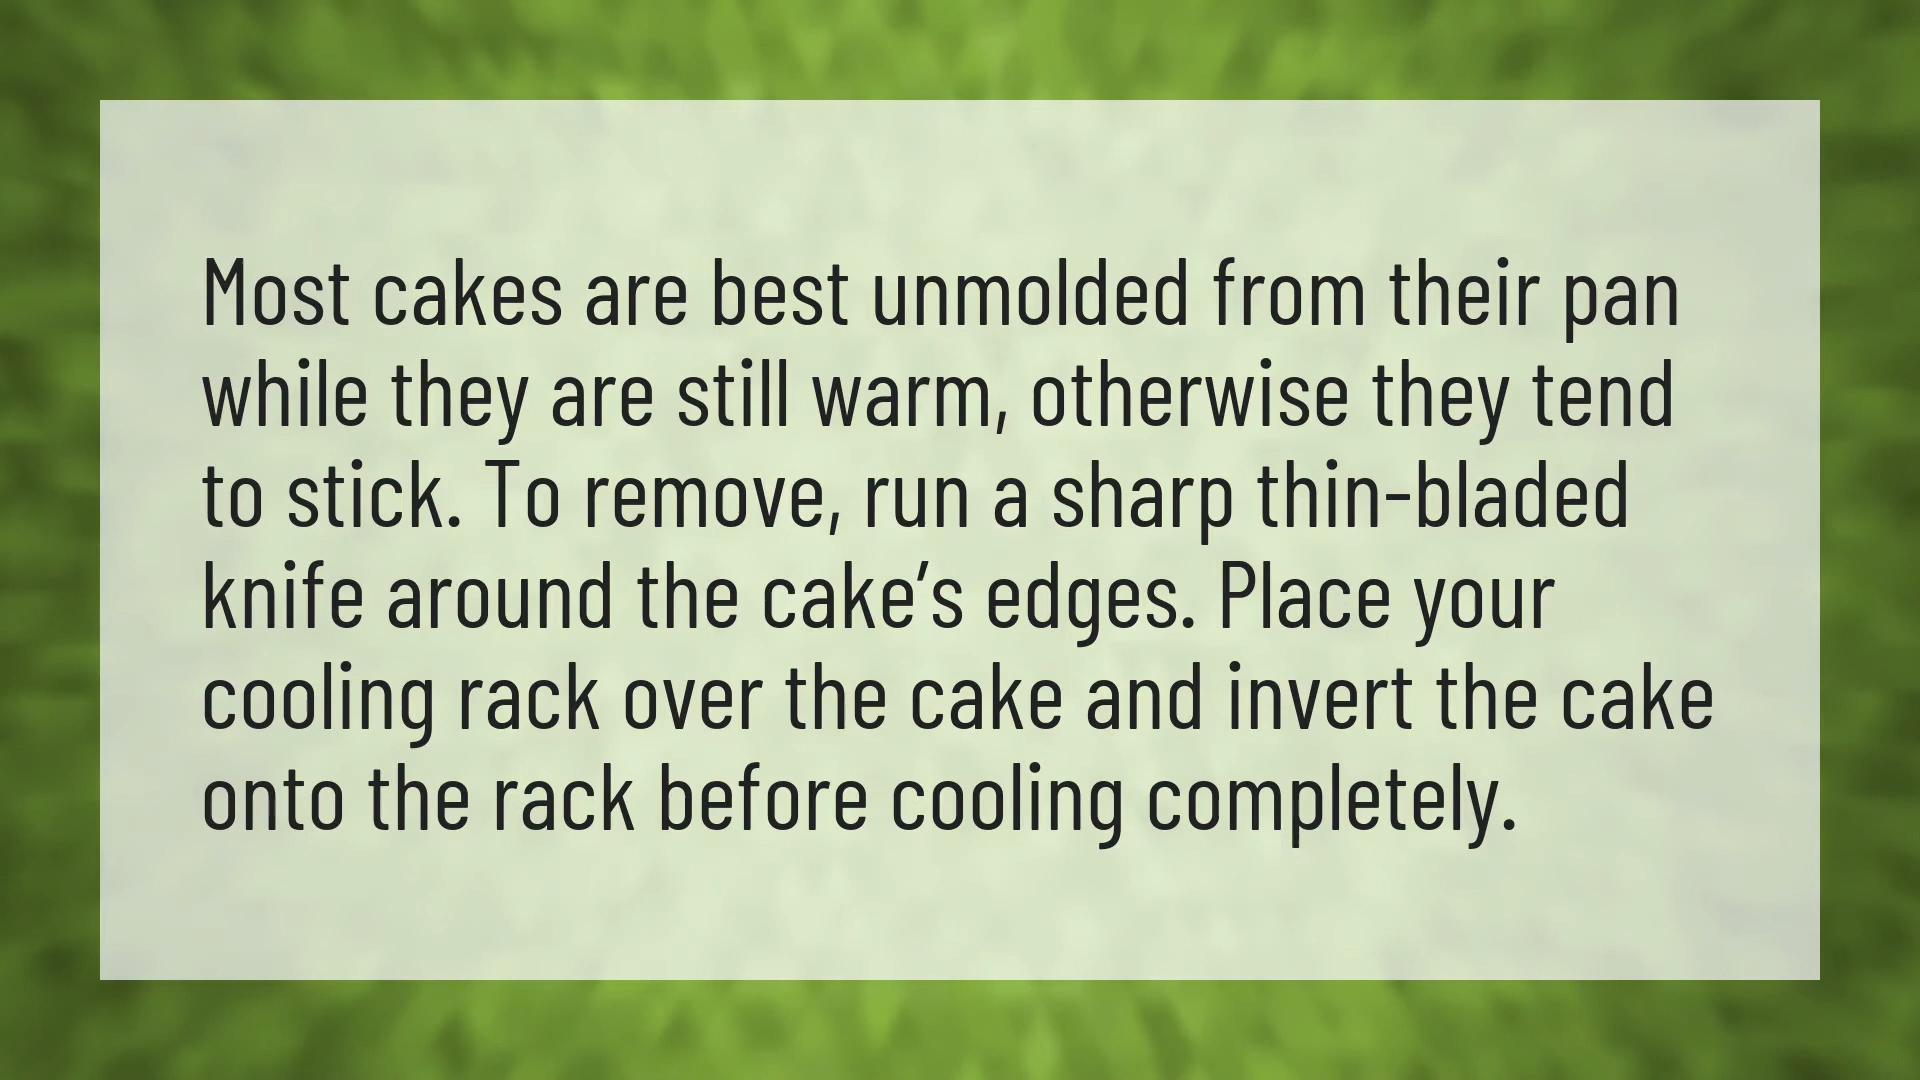 Most cakes are best unmolded from their pan
while they are still warm, otherwise they tend
to stick. To remove, run a sharp thin-bladed
knife around the cake’s edges. Place your
cooling rack over the cake and invert the cake
onto the rack before cooling completely.